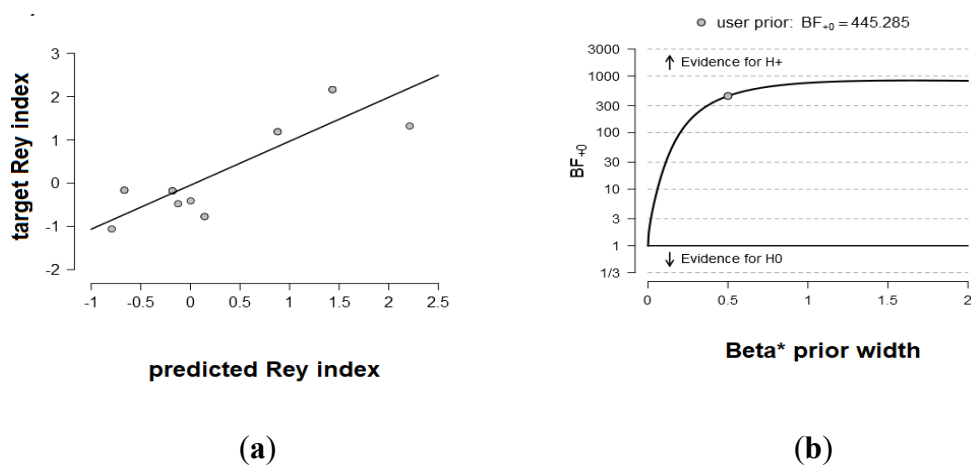 target Rey index
3
2
1
0
-1
-2
-1 -0.5 0 0.5 1 1.5 2 2.5
predicted Rey index
(a)
user prior: BF+0 = 445.285
BF+0
3000
1000
300
100
30
10
3
1
1/3
↑ Evidence for H+
↓ Evidence for H0
0 0.5 1 1.5 2
Beta* prior width
(b)